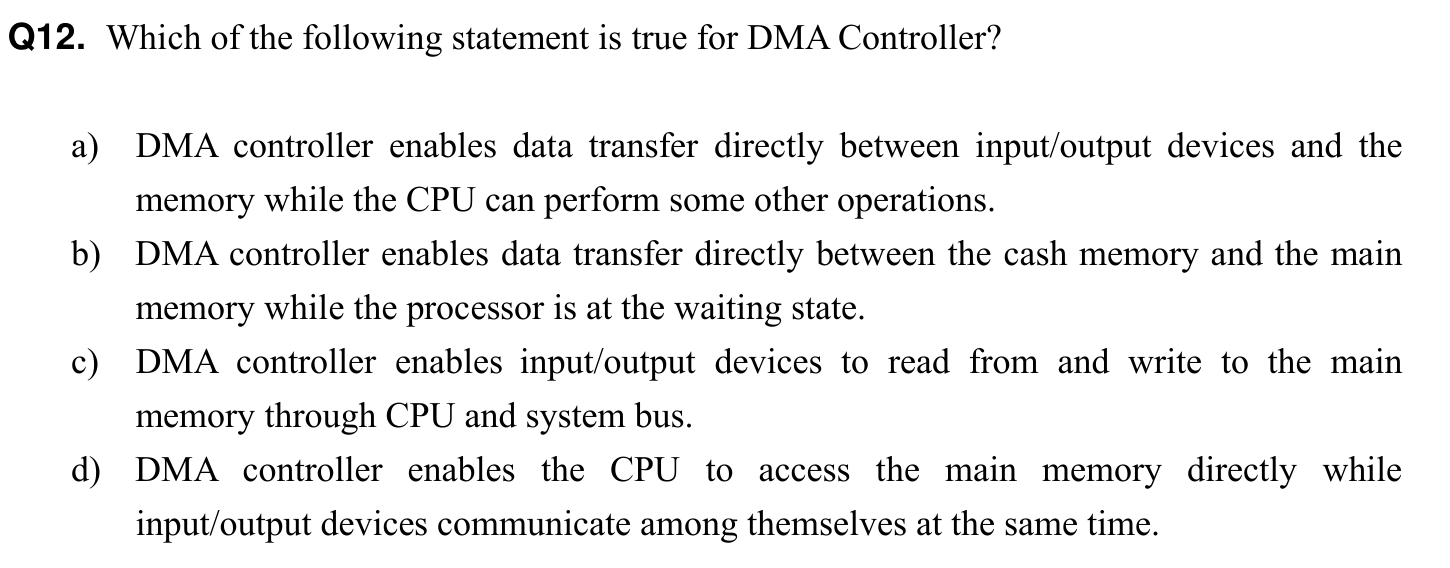 Q12. Which of the following statement is true for DMA Controller?
a) DMA controller enables data transfer directly between input/output devices and the
memory while the CPU can perform some other operations.
b) DMA controller enables data transfer directly between the cash memory and the main
memory while the processor is at the waiting state.
c) DMA controller enables input/output devices to read from and write to the main
memory through CPU and system bus.
d) DMA controller enables the CPU to access the main memory directly while
input/output devices communicate among themselves at the same time.